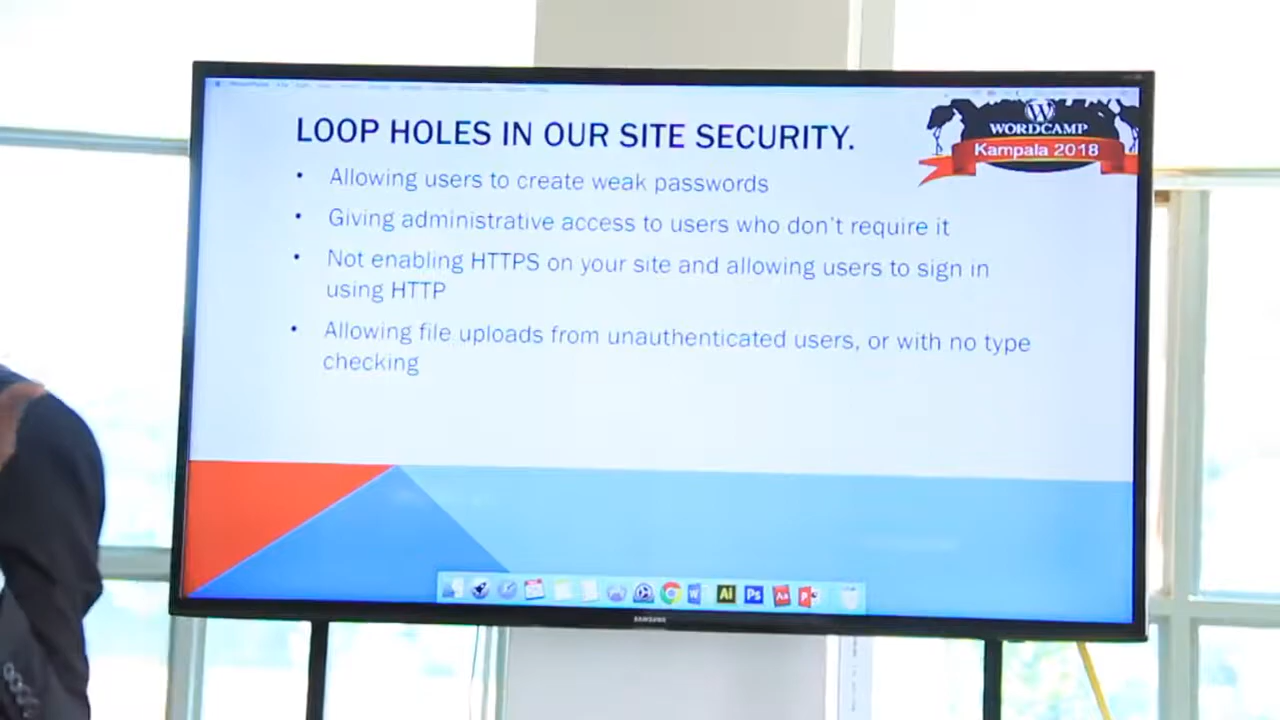 LOOP HOLES IN OUR SITE SECURITY.
W
WORDCAMP
Kampala 2018
• Allowing users to create weak passwords
• Giving administrative access to users who don't require it
• Not enabling HTTPS on your site and allowing users to sign in
using HTTP
• Allowing file uploads from unauthenticated users, or with no type
checking
W
Ai
Ps
SAMSUNG